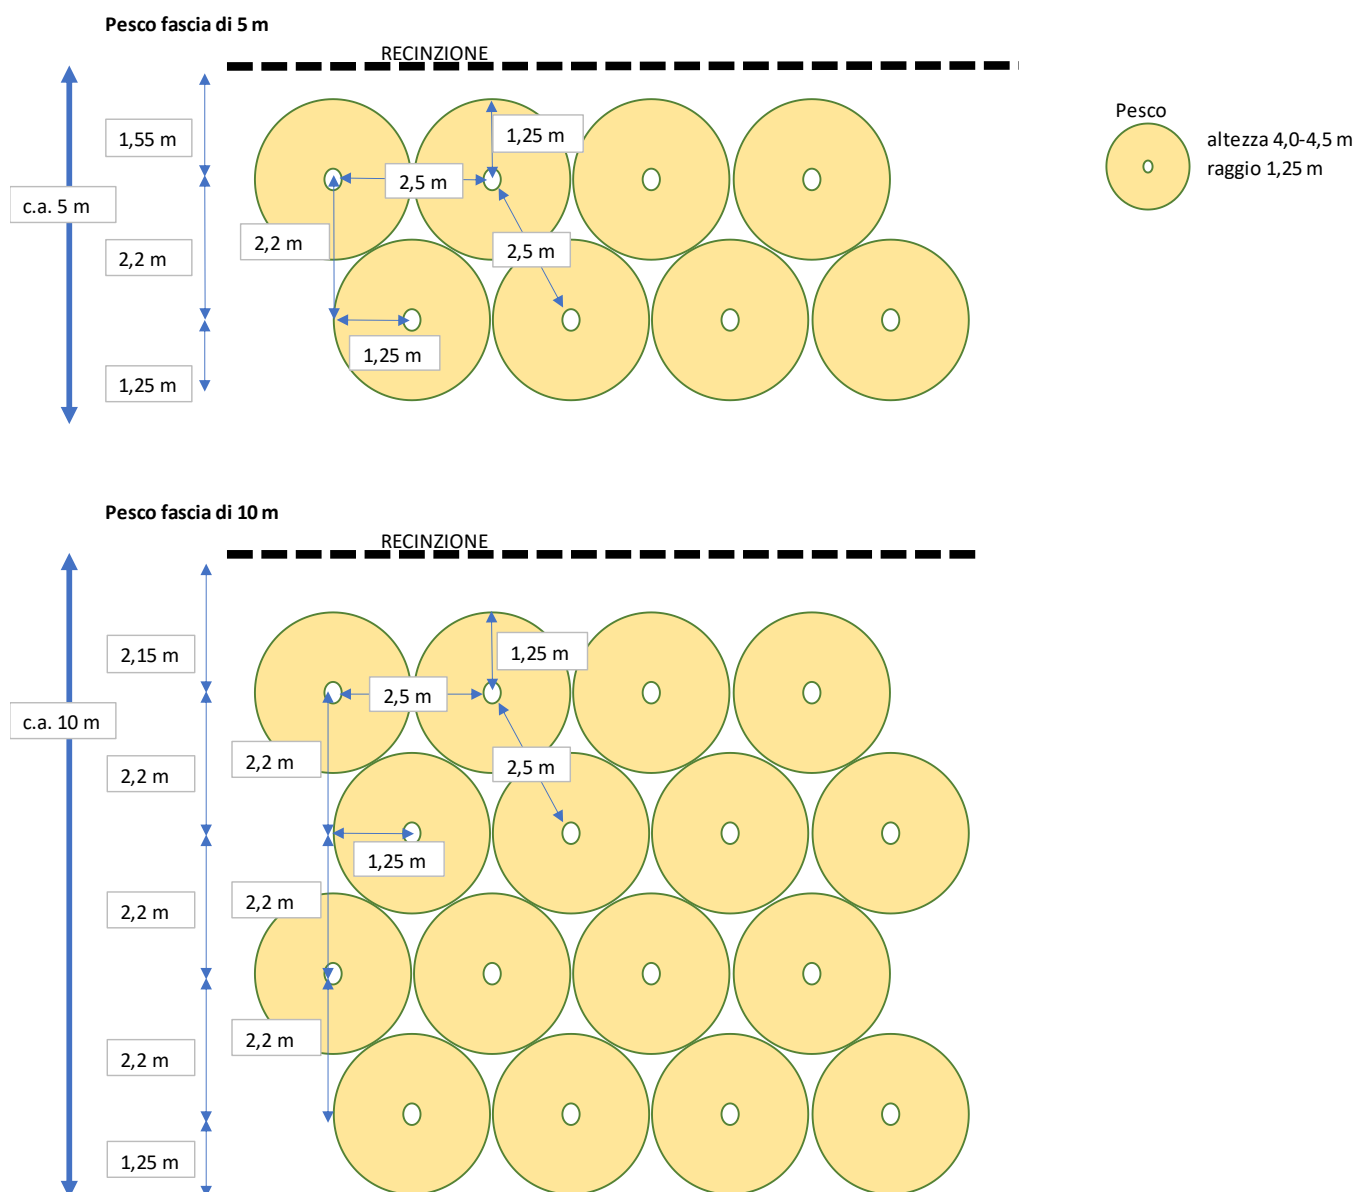 Pesco fascia di 5 m
RECINZIONE
1,55 m
1,25 m
Pesco
altezza 4,0-4,5 m
raggio 1,25 m
2,5 m
c.a. 5 m
2,2 m
2,5 m
2,2 m
1,25 m
1,25 m
Pesco fascia di 10 m
RECINZIONE
2,15 m
1,25 m
2,5 m
c.a. 10 m
2,2 m
2,5 m
2,2 m
1,25 m
2,2 m
2,2 m
2,2 m
2,2 m
1,25 m